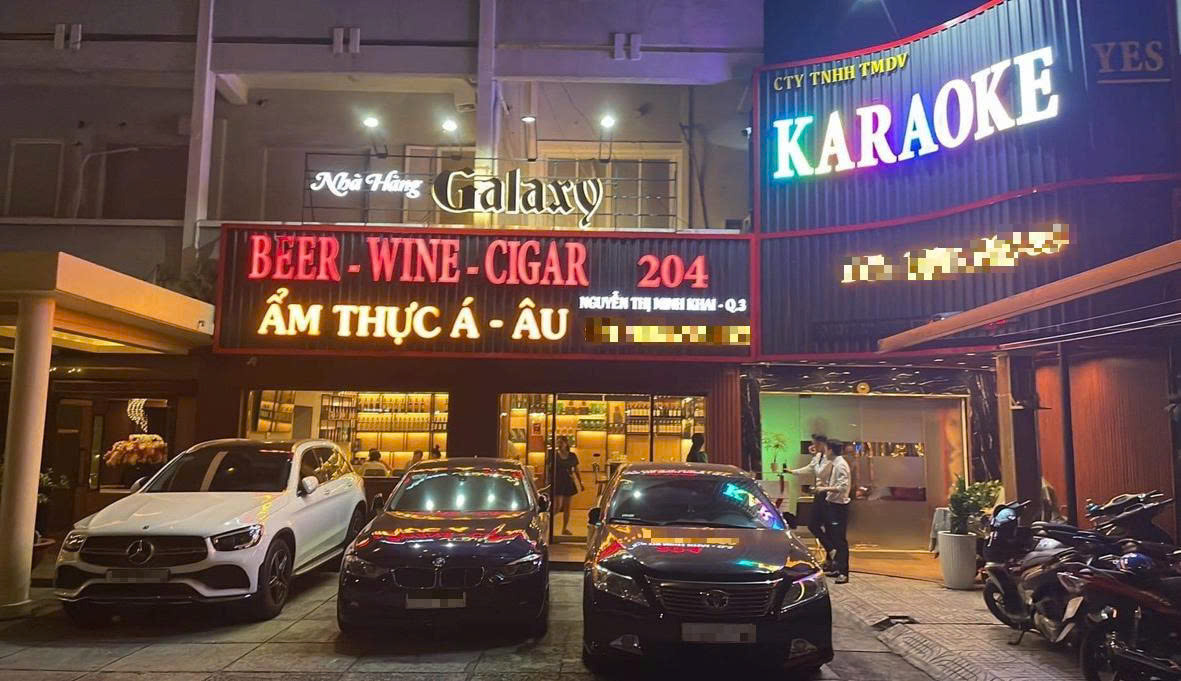 Nhà Hàng Galaxy
BEER - WINE - CIGAR
204
NGUYỄN THỊ MINH KHAI - Q.3
ẨM THỰC Á - ÂU
CTY TNHH TMDV
KARAOKE
YES